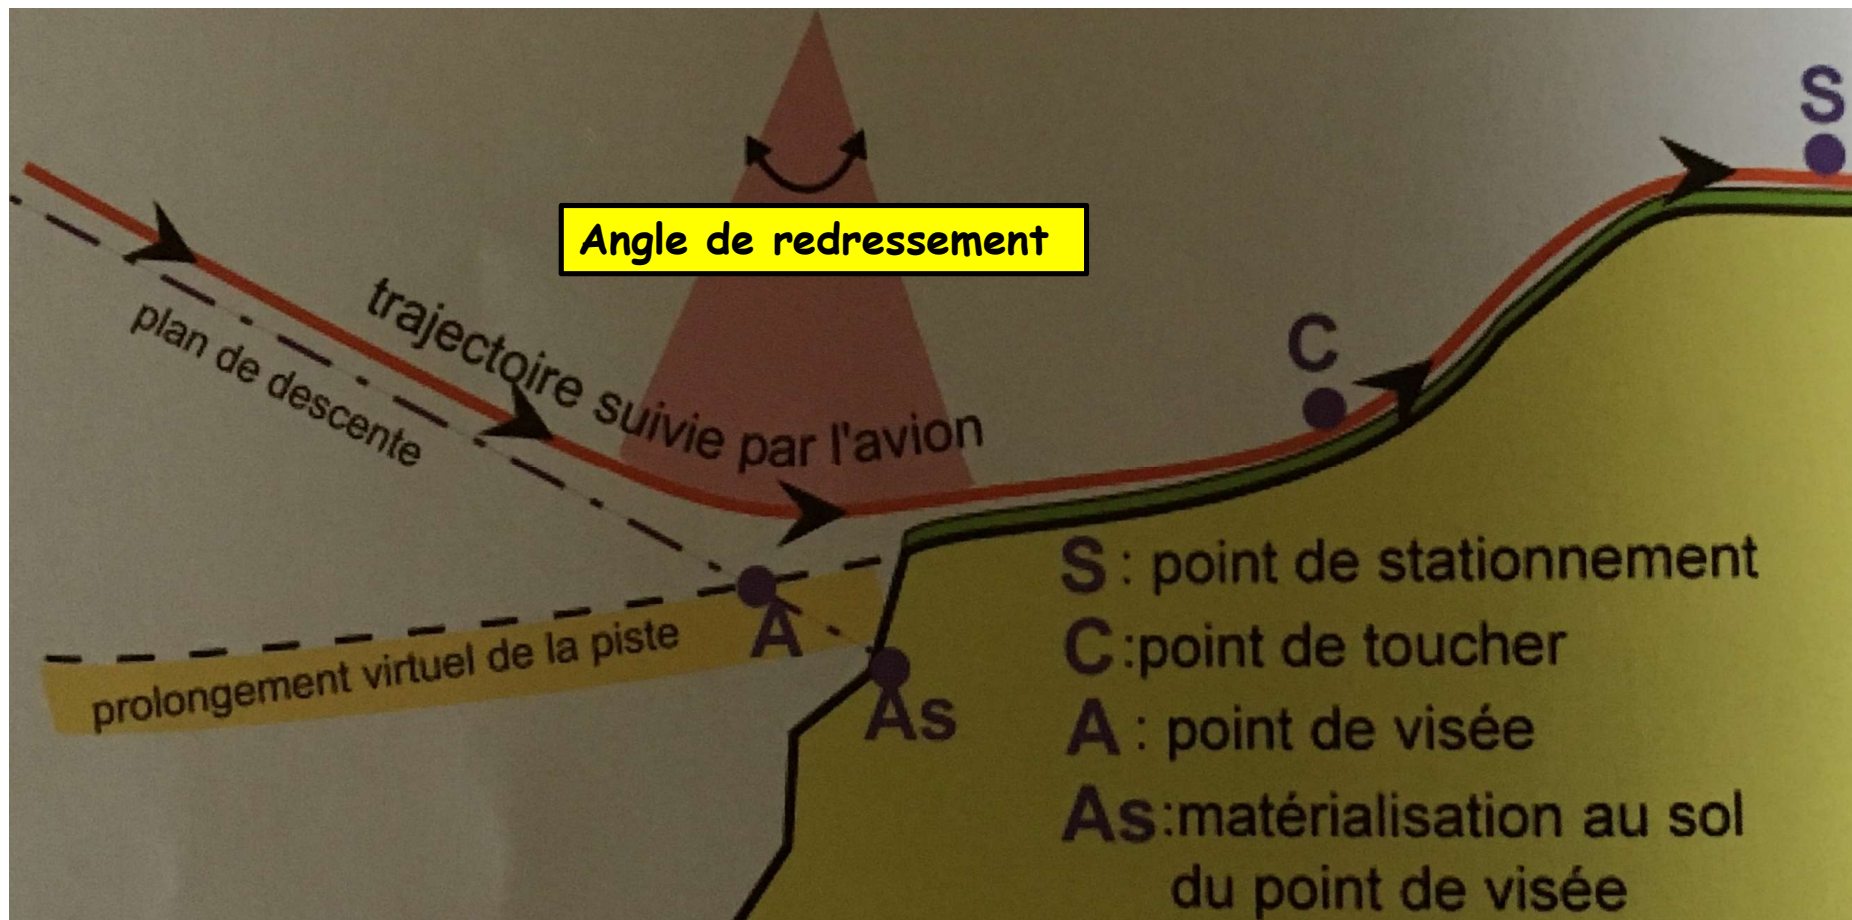 S
Angle de redressement
trajectoire suivie par l'avion
plan de descente
C
A
prolongement virtuel de la piste
As
S : point de stationnement
C :point de toucher
A : point de visée
As:matérialisation au sol
du point de visée